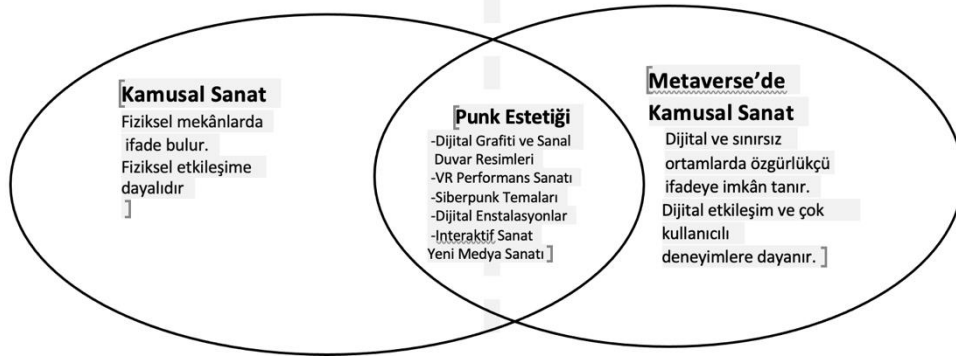 [Kamusal Sanat
Fiziksel mekânlarda
ifade bulur.
Fiziksel etkileşime
dayalıdır
]
[Punk Estetiği
-Dijital Grafiti ve Sanal
Duvar Resimleri
-VR Performans Sanatı
-Siberpunk Temaları
-Dijital Enstalasyonlar
-Interaktif Sanat
Yeni Medya Sanatı ]
[Metaverse’de
Kamusal Sanat
Dijital ve sınırsız
ortamlarda özgürlükçü
ifadeye imkân tanır.
Dijital etkileşim ve çok
kullanıcılı
deneyimlere dayanır. ]